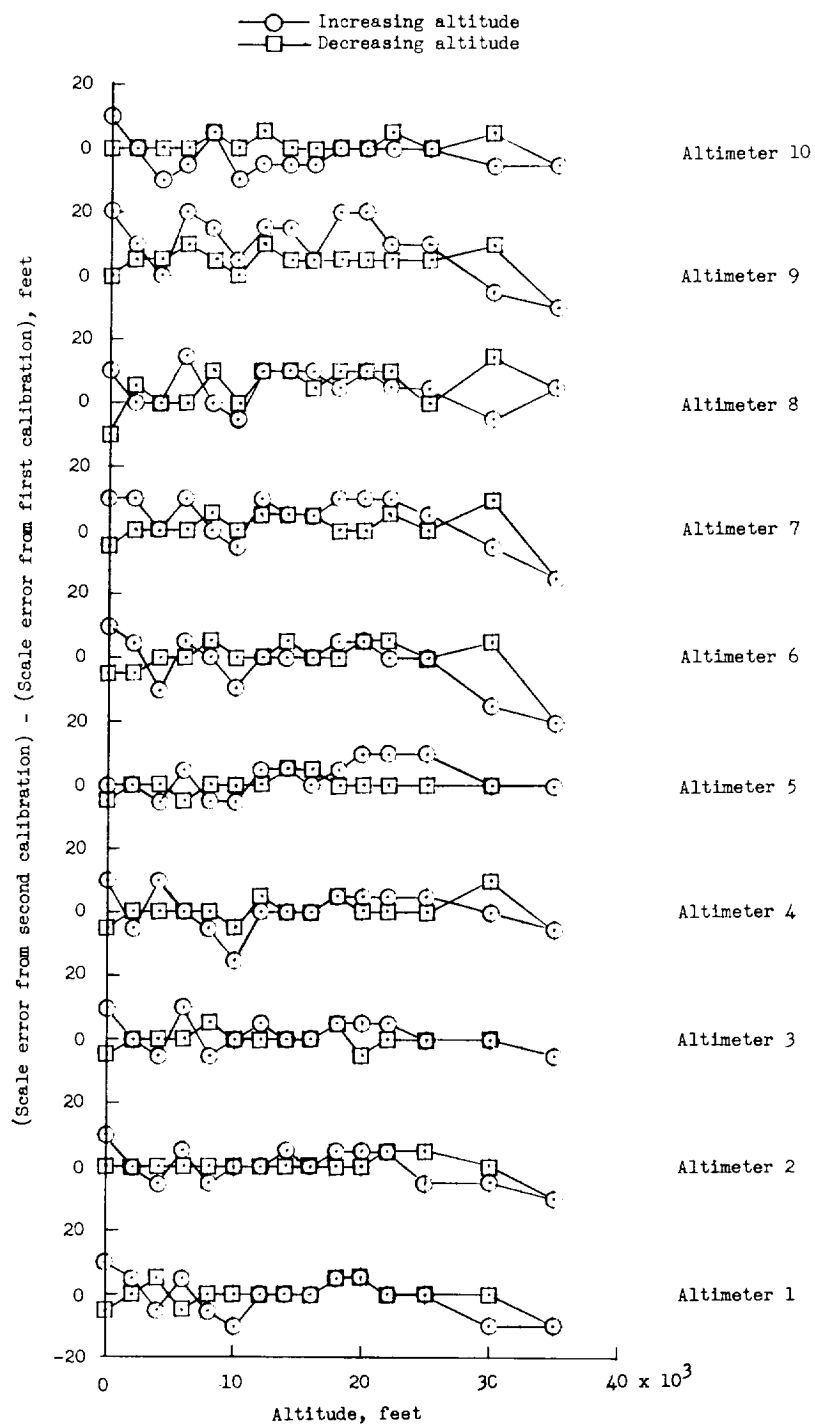 Increasing altitude
Decreasing altitude
20
0
Altimeter 10
20
0
Altimeter 9
20
0
Altimeter 8
20
0
Altimeter 7
20
0
Altimeter 6
20
0
Altimeter 5
20
0
Altimeter 4
20
0
Altimeter 3
20
0
Altimeter 2
20
0
Altimeter 1
-20
0 10 20 30 40 x 10³
Altitude, feet
(Scale error from second calibration) - (Scale error from first calibration), feet